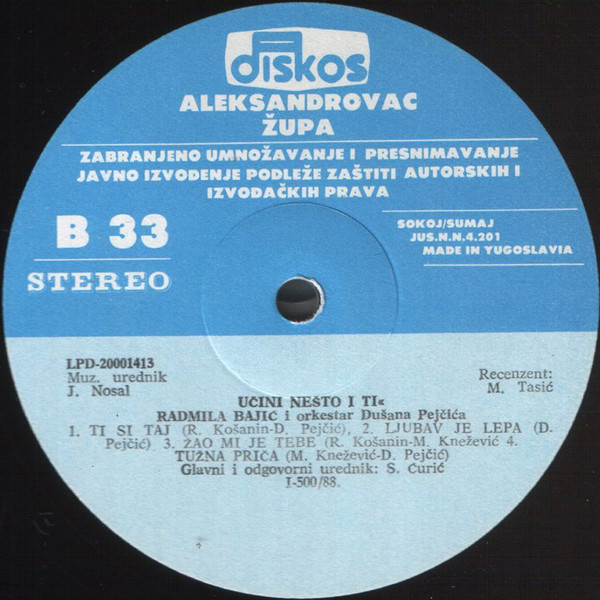 diskos
ALEKSANDROVAC
ŽUPA
ZABRANJENO UMNOŽAVANJE I PRESNIMAVANJE
JAVNO IZVOĐENJE PODLEŽE ZAŠTITI AUTORSKIH I
IZVOĐAČKIH PRAVA
B 33
STEREO
SOKOJ/SUMAJ
JUS.N.N.4.201
MADE IN YUGOSLAVIA
LPD-20001413
Muz. urednik
J. Nosal
Recenzent:
M. Tasić
UCINI NEŠTO I TI«
RADMILA BAJIĆ i orkestar Dušana Pejčića
1. TI SI TAJ (R. Košanin-D. Pejčić), 2. LJUBAV JE LEPA (D.
Pejčić) 3. ŽAO MI JE TEBE (R. Košanin-M. Knežević 4.
TUŽNA PRIČA (M. Knežević-D. Pejčić)
Glavni i odgovorni urednik: S. Ćurić
I-500/88.